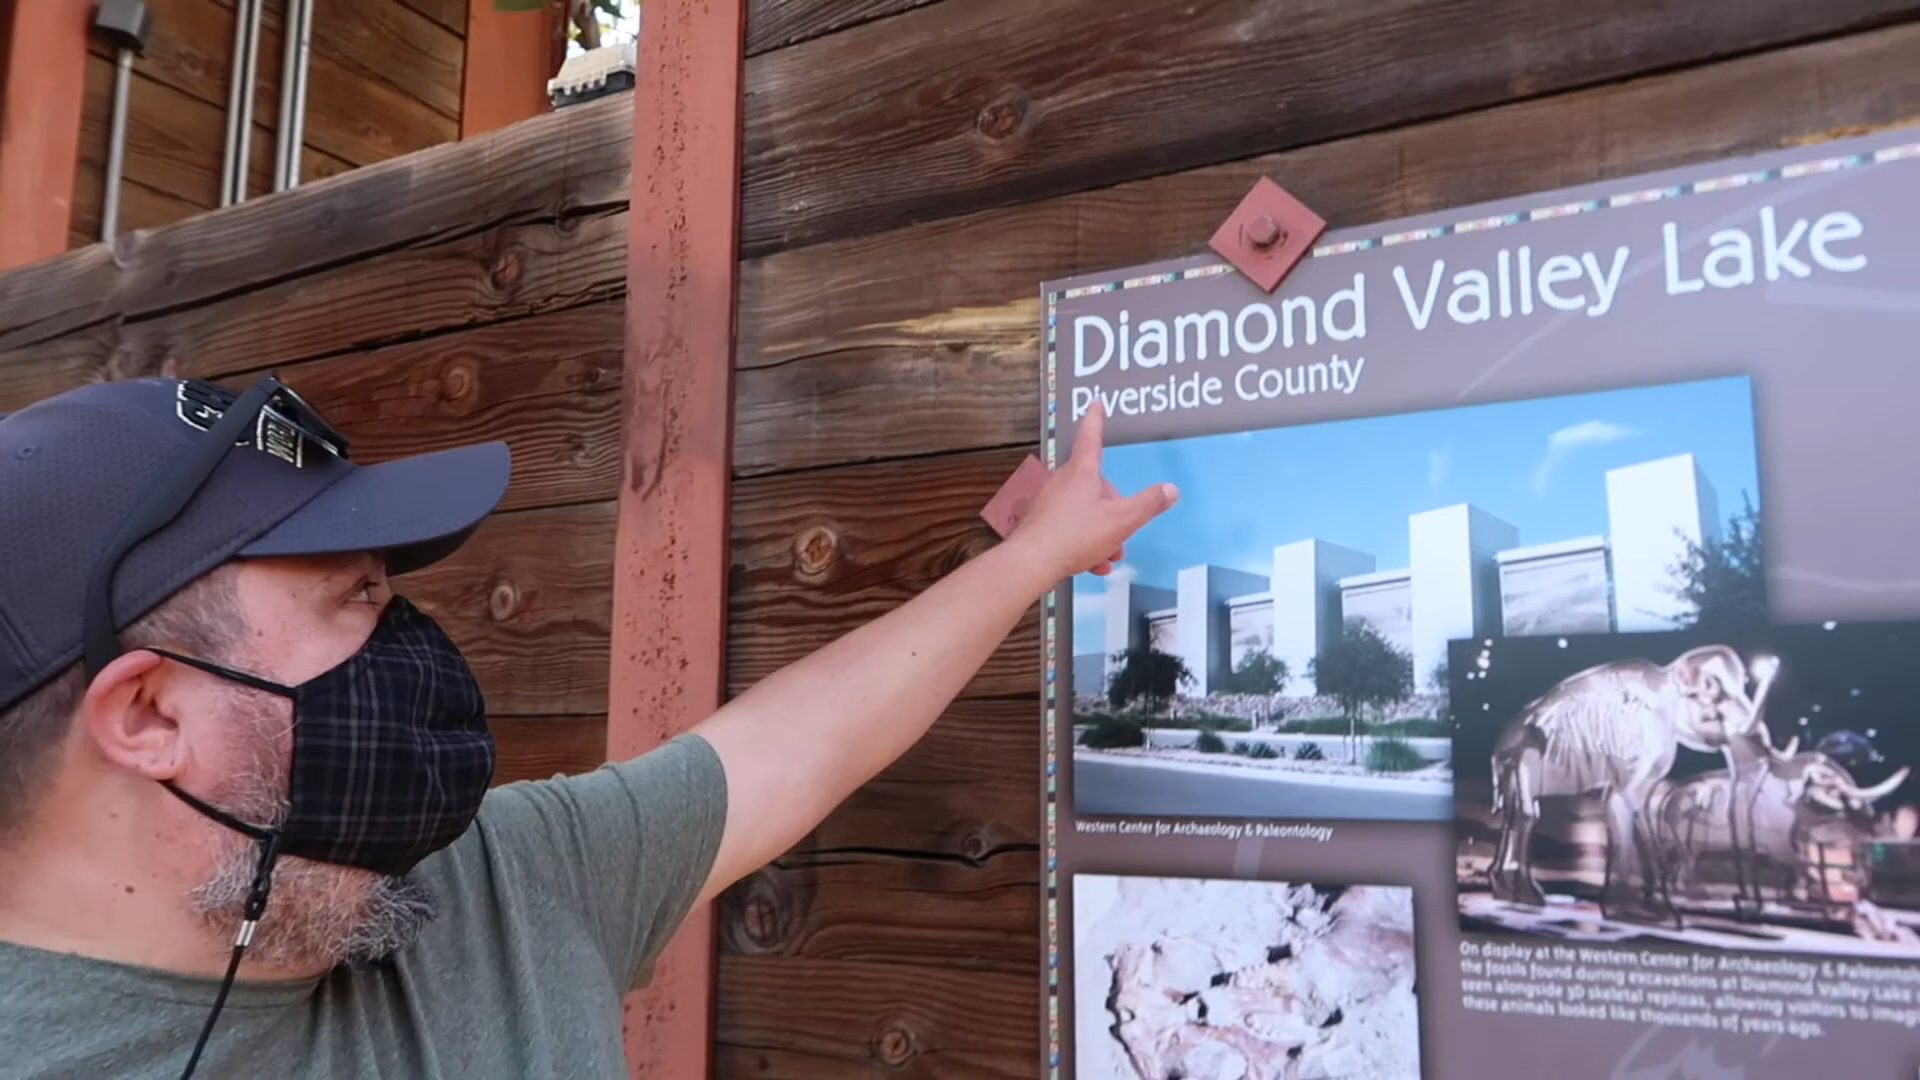 Diamond Valley Lake
Riverside County
Western Center for Archaeology & Paleontology
On display at the Western Center for Archaeology &
the fossils found during excavations at Diamond Valley Lake
seen alongside 3D skeletal replicas, allowing visitors to
these animals looked like thousands of years ago.